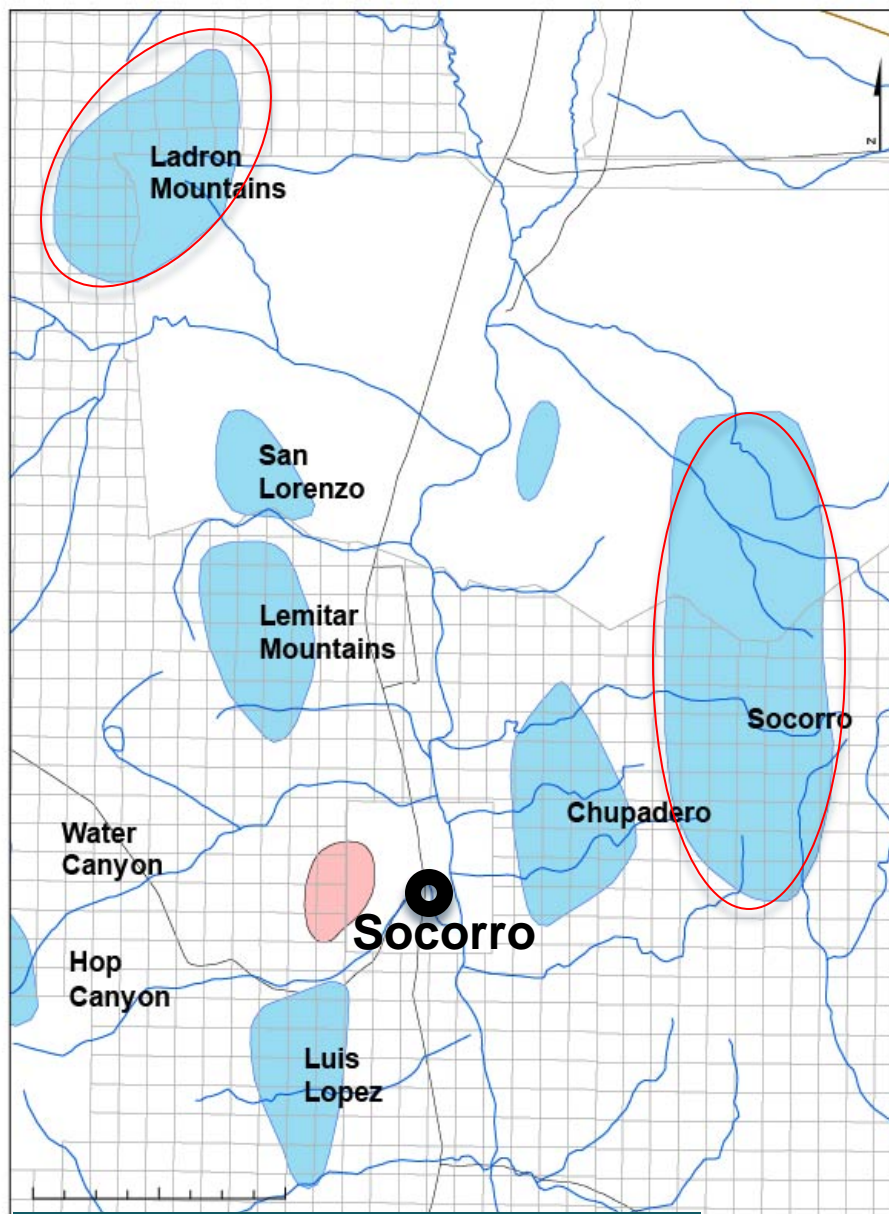 Ladron
Mountains
N
San
Lorenzo
Lemitar
Mountains
Socorro
Chupadero
Water
Canyon
Socorro
Hop
Canyon
Luis
Lopez